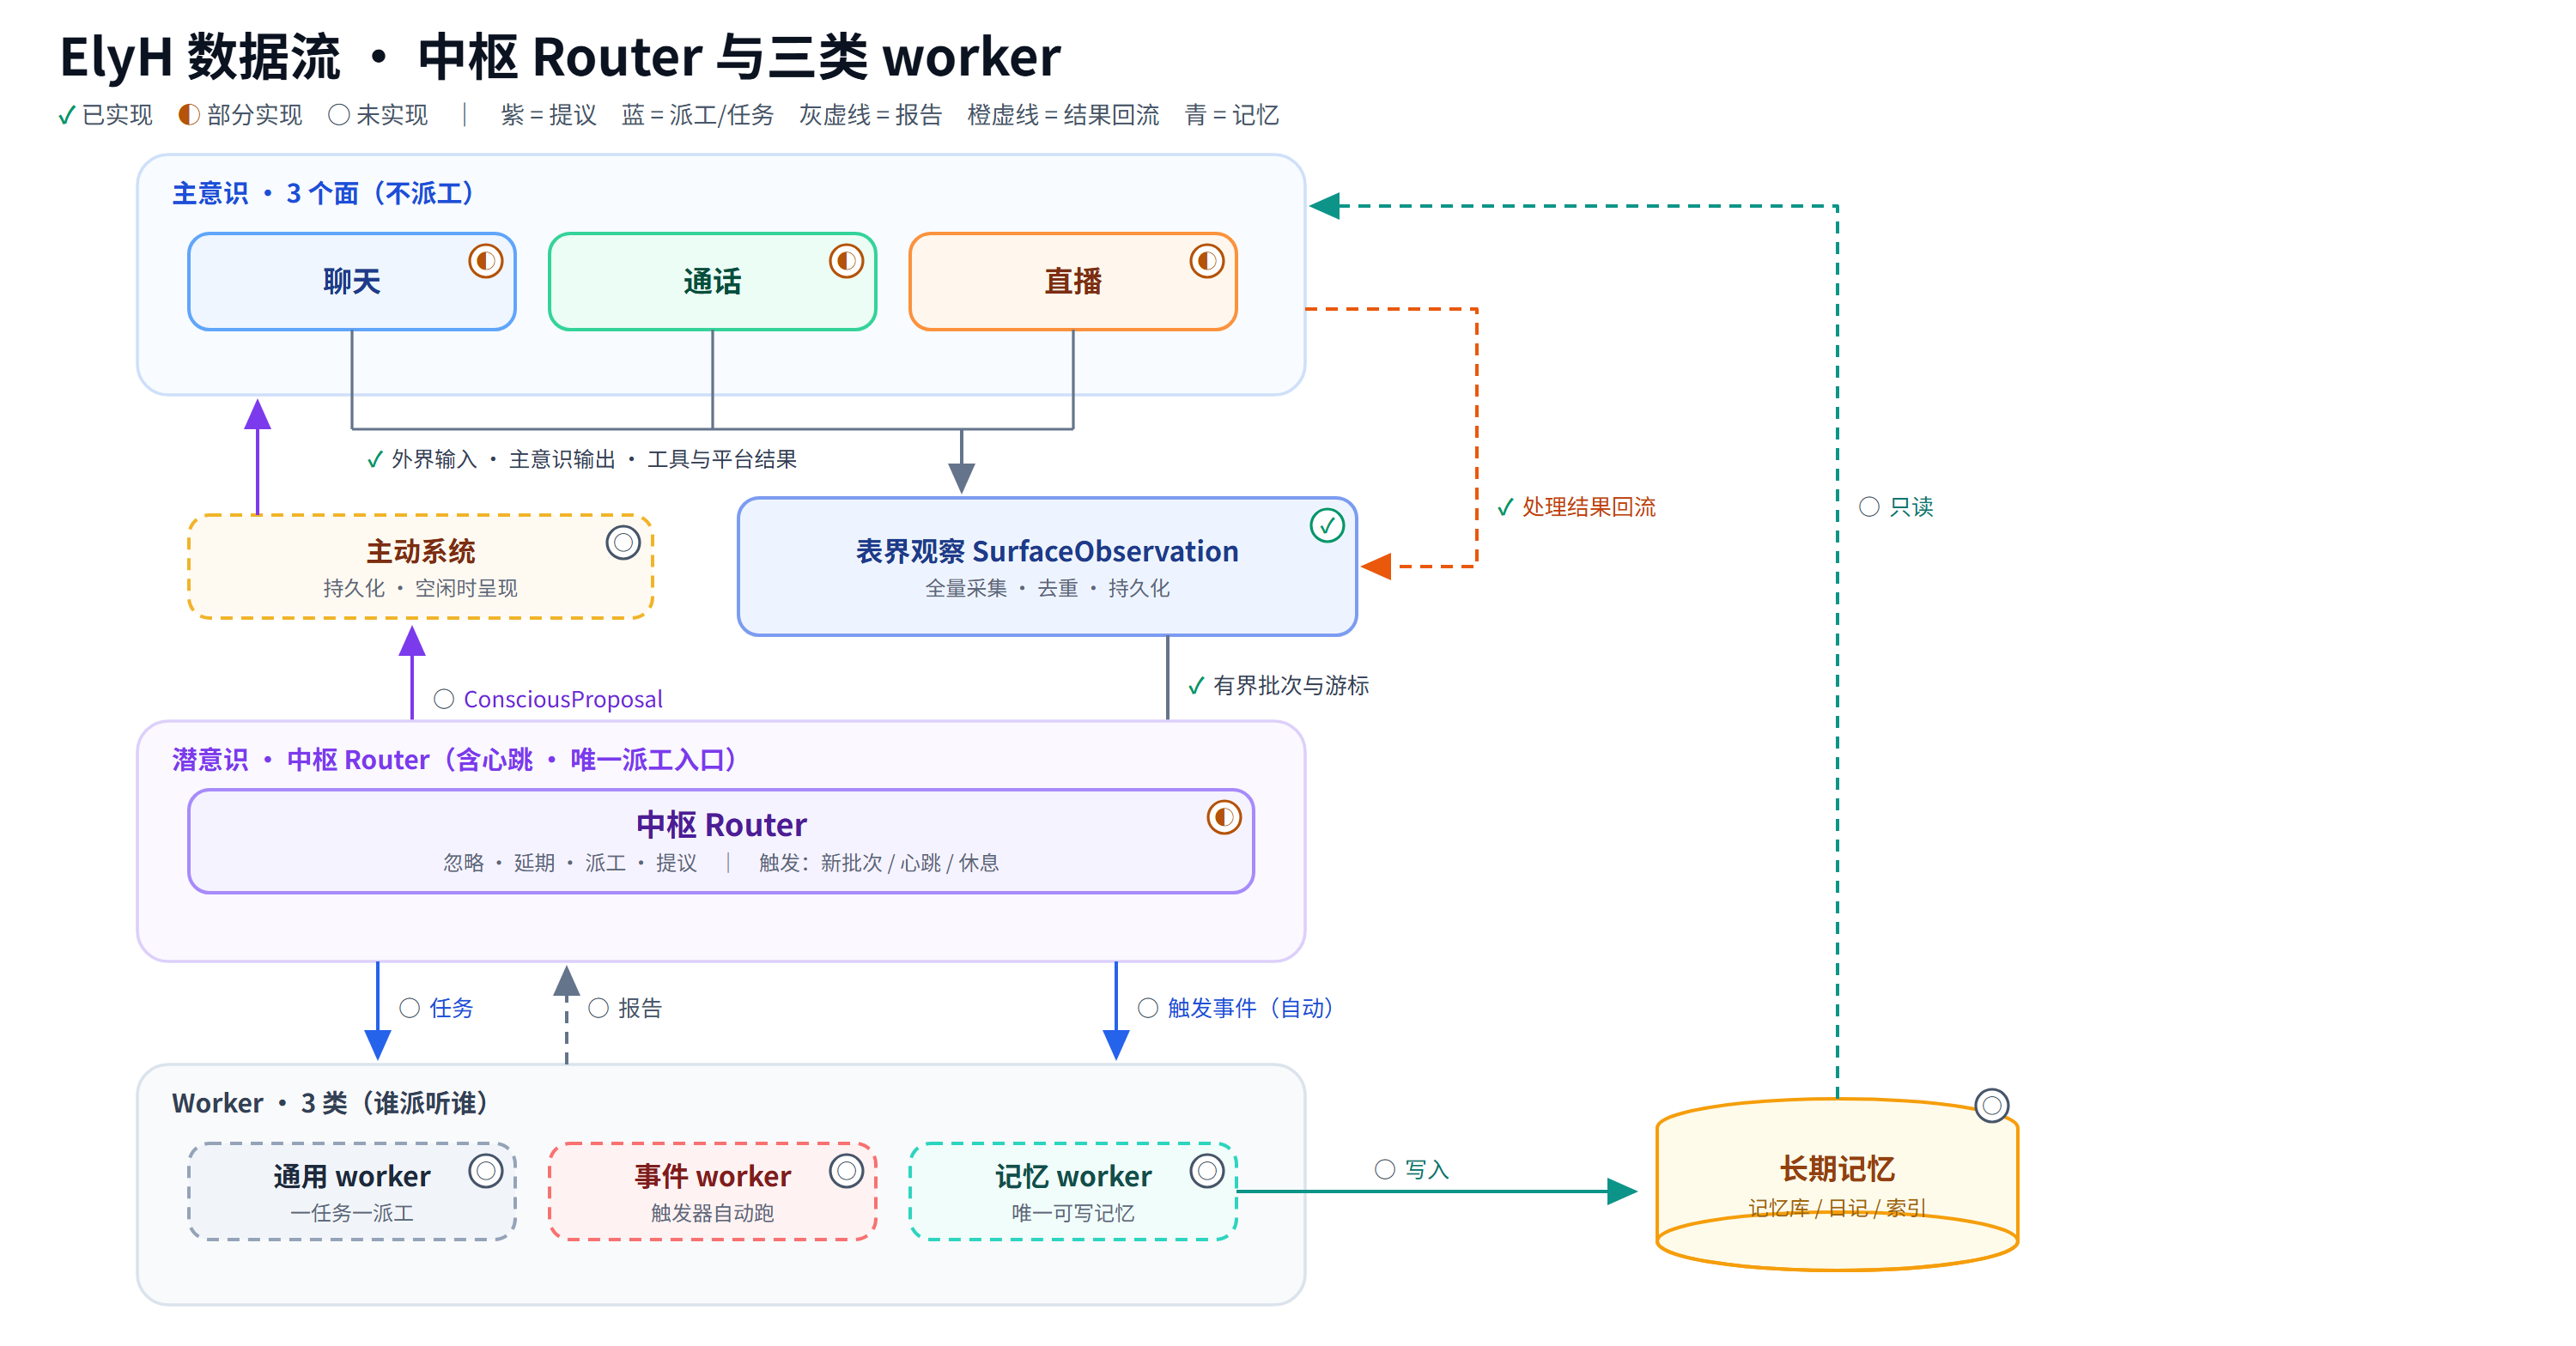 ElyH 数据流 · 中枢 Router 与三类 worker
✓ 已实现 ◐ 部分实现 ○ 未实现 | 紫 = 提议 蓝 = 派工/任务 灰虚线 = 报告 橙虚线 = 结果回流 青 = 记忆
主意识 · 3 个面（不派工）
聊天
通话
直播
✓ 外界输入 · 主意识输出 · 工具与平台结果
✓ 处理结果回流
○ 只读
主动系统
持久化 · 空闲时呈现
表界观察 SurfaceObservation
全量采集 · 去重 · 持久化
○ ConsciousProposal
✓ 有界批次与游标
潜意识 · 中枢 Router（含心跳 · 唯一派工入口）
中枢 Router
忽略 · 延期 · 派工 · 提议 | 触发：新批次 / 心跳 / 休息
○ 任务
○ 报告
○ 触发事件（自动）
Worker · 3 类（谁派听谁）
通用 worker
一任务一派工
事件 worker
触发器自动跑
记忆 worker
唯一可写记忆
○ 写入
长期记忆
记忆库 / 日记 / 索引